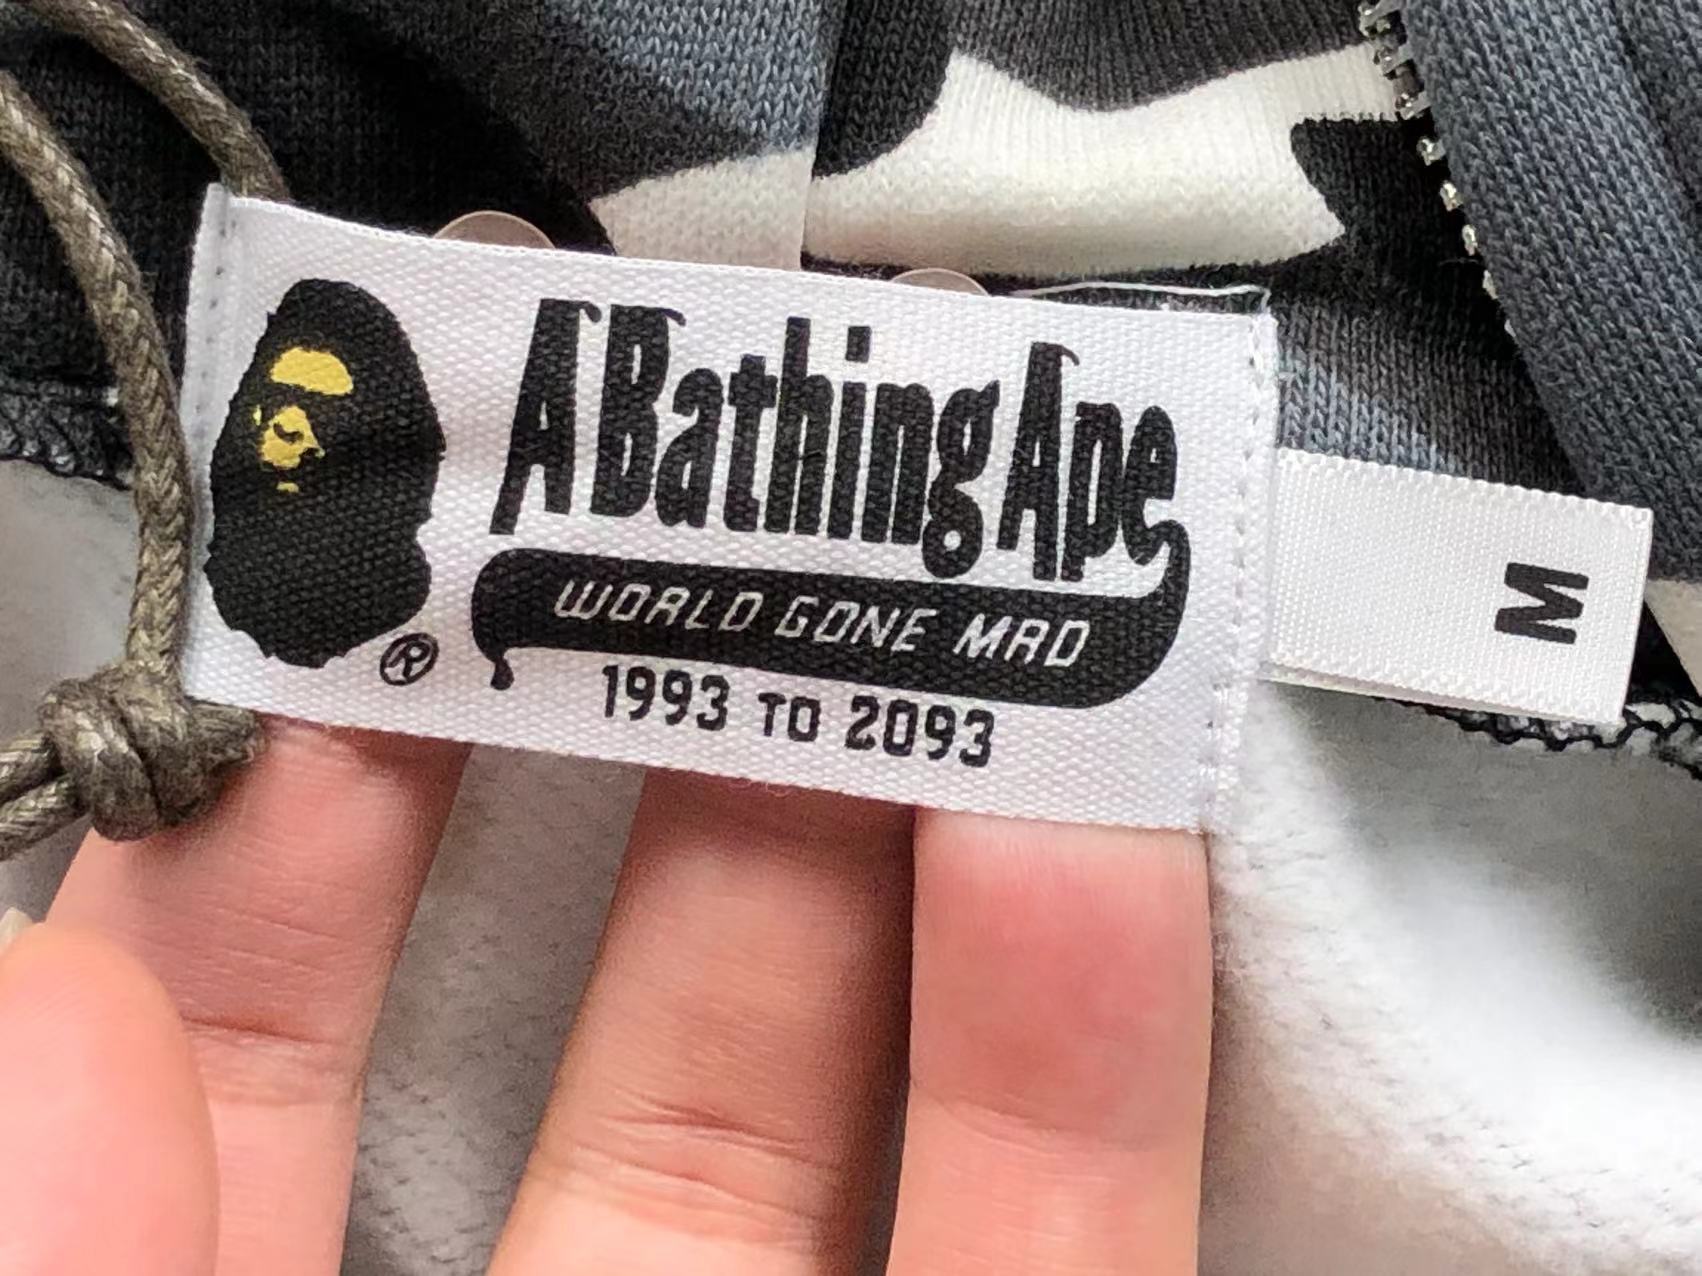 A Bathing Ape
WORLD GONE MAD
1993 TO 2093
®
M